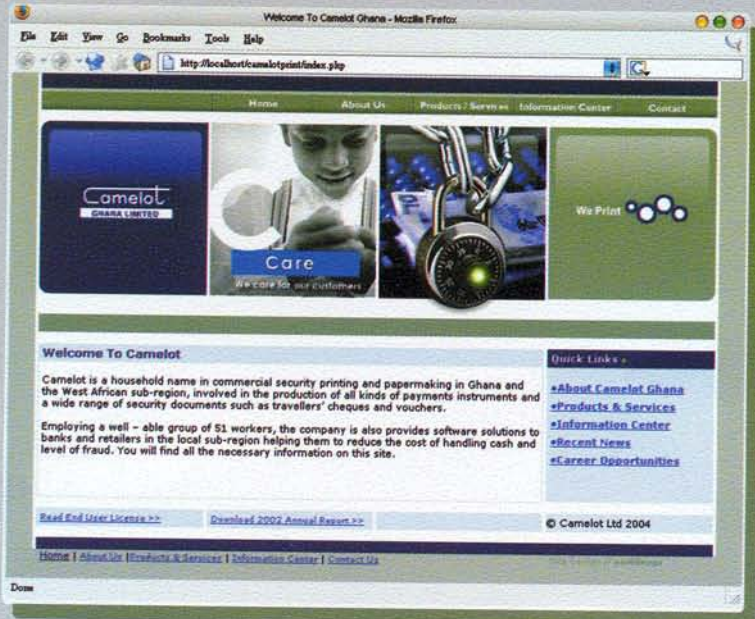 Welcome To Camelot Ghana - Mozilla Firefox
File Edit View Go Bookmarks Tools Help
http://localhost/camelotprint/index.php
Home About Us Products / Services Information Center Contact
Camelot
GHANA LIMITED
C
Care
We care for our customers
We Print
Welcome To Camelot
Camelot is a household name in commercial security printing and papermaking in Ghana and
the West African sub-region, involved in the production of all kinds of payments instruments and
a wide range of security documents such as travellers' cheques and vouchers.
Employing a well – able group of 51 workers, the company is also provides software solutions to
banks and retailers in the local sub-region helping them to reduce the cost of handling cash and
level of fraud. You will find all the necessary information on this site.
Quick Links
•About Camelot Ghana
•Products & Services
•Information Center
•Recent News
•Career Opportunities
Read End User License >>
Download 2002 Annual Report >>
© Camelot Ltd 2004
Home | About Us |Products & Services | Information Center | Contact Us
Done